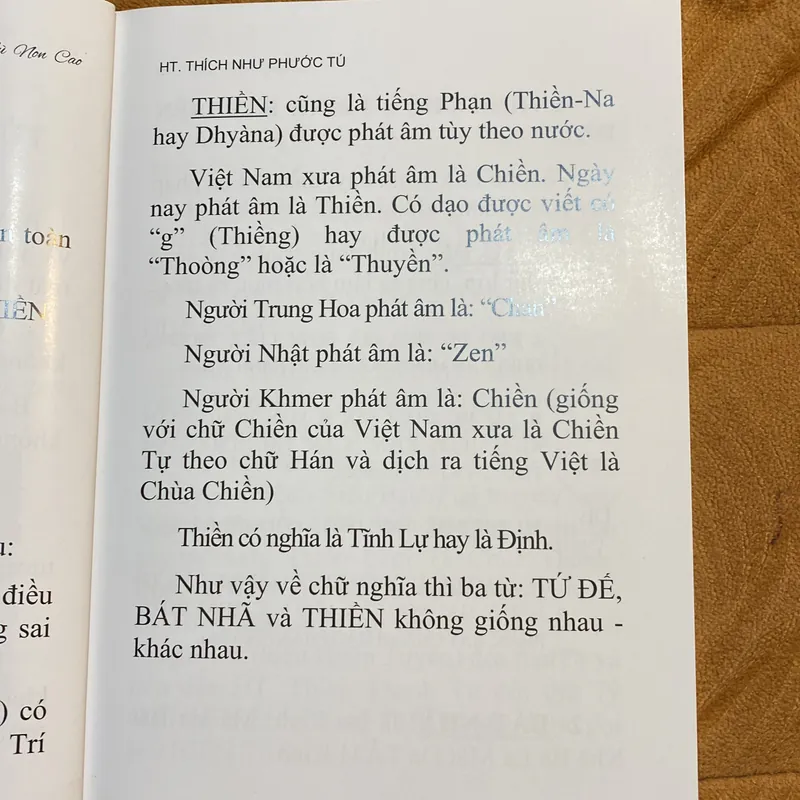 Non Cao
toàn
IỀN
u:
điều
g sai
) có
Trí
HT. THÍCH NHƯ PHƯỚC TÚ
THIỀN: cũng là tiếng Phạn (Thiền-Na
hay Dhyàna) được phát âm tùy theo nước.
Việt Nam xưa phát âm là Chiền. Ngày
nay phát âm là Thiền. Có dạo được viết có
“g” (Thiềng) hay được phát âm là
“Thoòng” hoặc là “Thuyền”.
Người Trung Hoa phát âm là: “Chan”
Người Nhật phát âm là: “Zen”
Người Khmer phát âm là: Chiền (giống
với chữ Chiền của Việt Nam xưa là Chiền
Tự theo chữ Hán và dịch ra tiếng Việt là
Chùa Chiền)
Thiền có nghĩa là Tĩnh Lự hay là Định.
Như vậy về chữ nghĩa thì ba từ: TỨ ĐẾ,
BÁT NHÃ và THIỀN không giống nhau -
khác nhau.